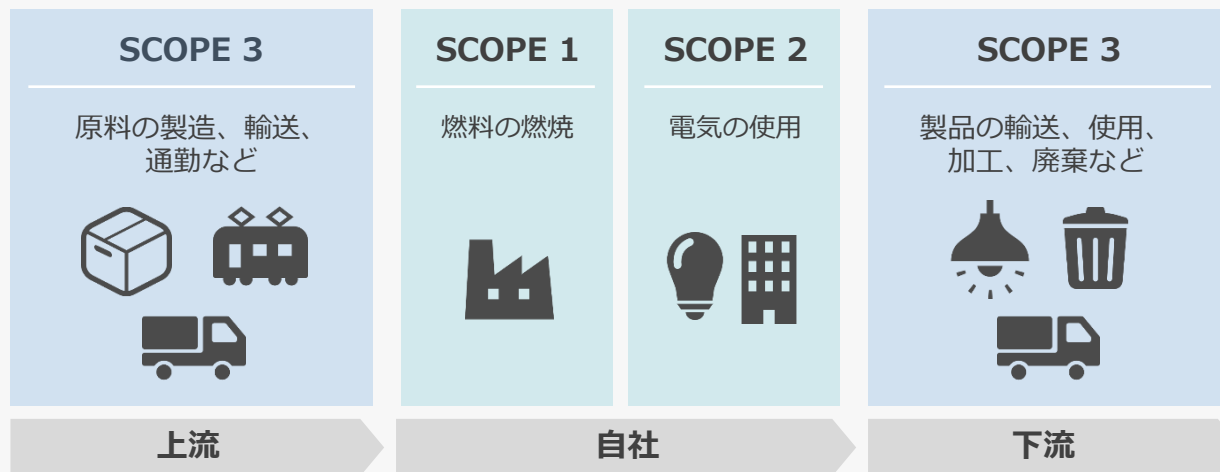 SCOPE 3
原料の製造、輸送、
通勤など
SCOPE 1
燃料の燃焼
SCOPE 2
電気の使用
SCOPE 3
製品の輸送、使用、
加工、廃棄など
上流
自社
下流